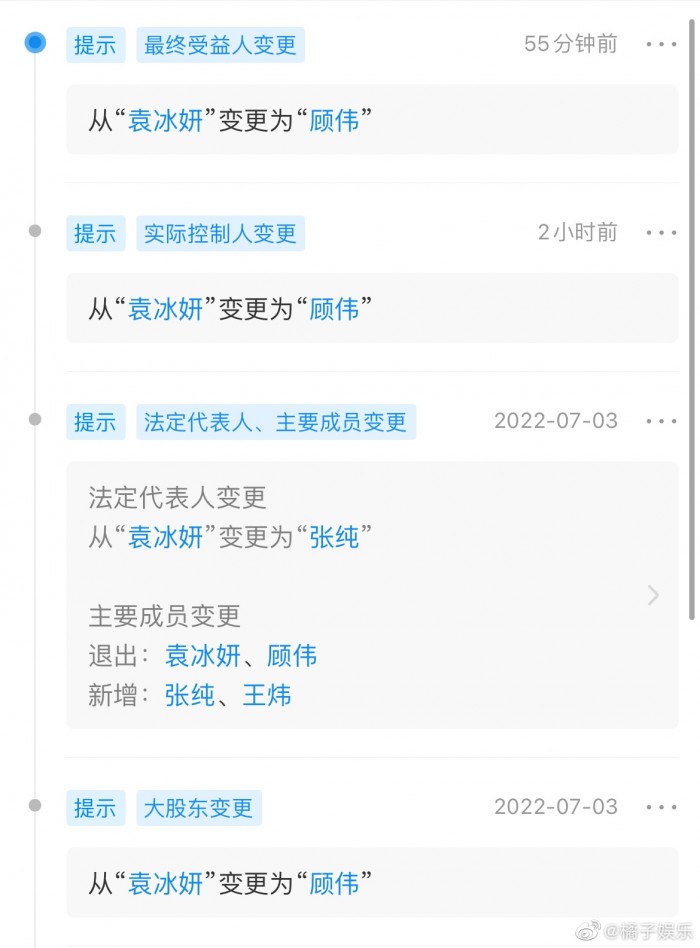 提示 最终受益人变更 55分钟前
从“袁冰妍”变更为“顾伟”
提示 实际控制人变更 2小时前
从“袁冰妍”变更为“顾伟”
提示 法定代表人、主要成员变更 2022-07-03
法定代表人变更
从“袁冰妍”变更为“张纯”
主要成员变更
退出：袁冰妍、顾伟
新增：张纯、王炜
提示 大股东变更 2022-07-03
从“袁冰妍”变更为“顾伟”
@橘子娱乐